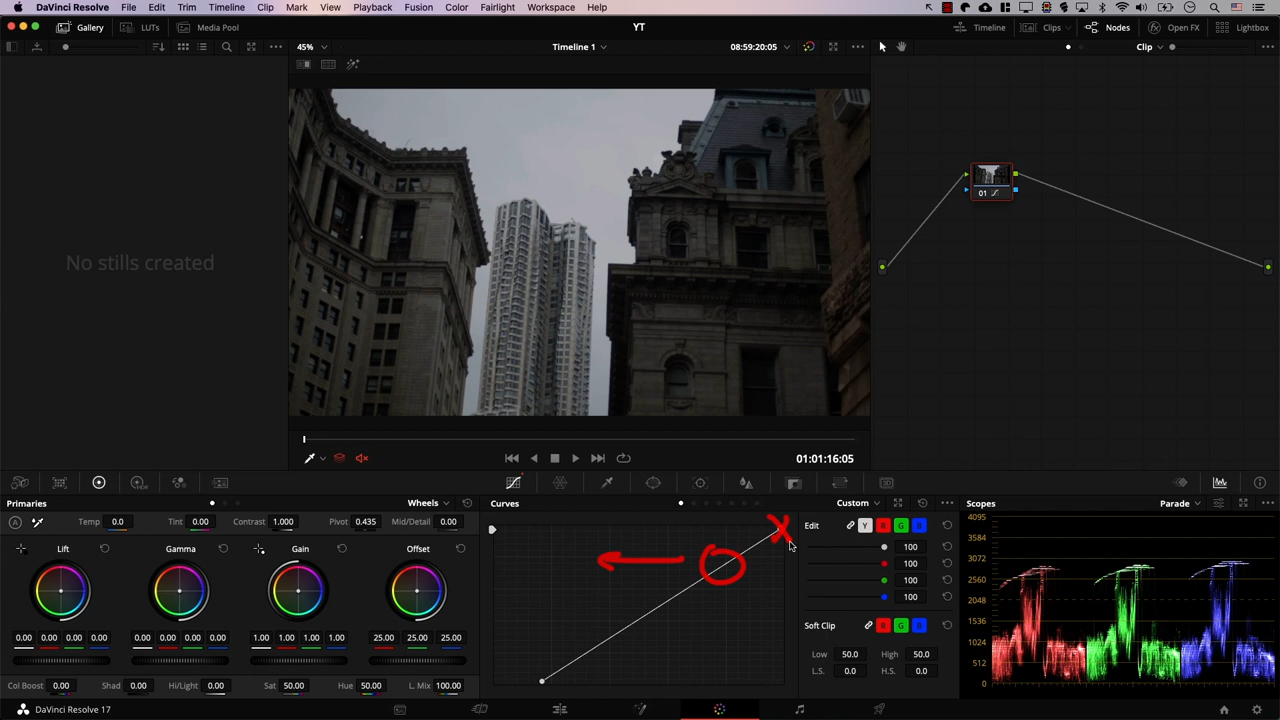 DaVinci Resolve File Edit Trim Timeline Clip Mark View Playback Color Fusion Fairlight Workspace Help
Gallery LUTs Media Pool YT Timeline Clips Nodes Open FX Lightbox
45% Timeline 1 08:59:20:05 Clip
No stills created
01
01:01:16:05
Primaries Wheels Curves Custom Scopes Parade
A Temp 0.0 Tint 0.00 Contrast 1.000 Pivot 0.435 Mid/Detail 0.00
Edit Y R G B
Lift Gamma Gain Offset
100
100
100
100
Soft Clip R G B
0.00 0.00 0.00 0.00 0.00 0.00 0.00 0.00 1.00 1.00 1.00 1.00 25.00 25.00 25.00
Low 50.0 High 50.0
L.S. 0.0 H.S. 0.0
Col Boost 0.00 Shad 0.00 Hi/Light 0.00 Sat 50.00 Hue 50.00 L. Mix 100.00
4095
3584
3072
2560
2048
1536
1024
512
0
DaVinci Resolve 17